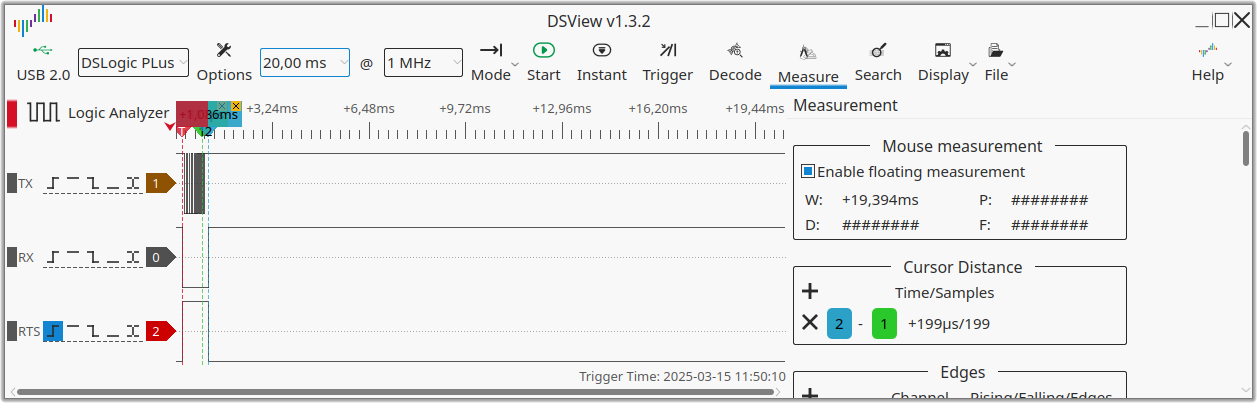 DSView v1.3.2
USB 2.0 DSLogic PLus Options 20,00 ms @ 1 MHz Mode Start Instant Trigger Decode Measure Search Display File Help
Logic Analyzer +1,036ms +3,24ms +6,48ms +9,72ms +12,96ms +16,20ms +19,44ms
T 2
TX 1
RX 0
RTS 2
Trigger Time: 2025-03-15 11:50:10
Measurement
Mouse measurement
Enable floating measurement
W: +19,394ms P: ########
D: ######## F: ########
Cursor Distance
Time/Samples
2 - 1 +199µs/199
Edges
Channel Rising/Falling/Edges